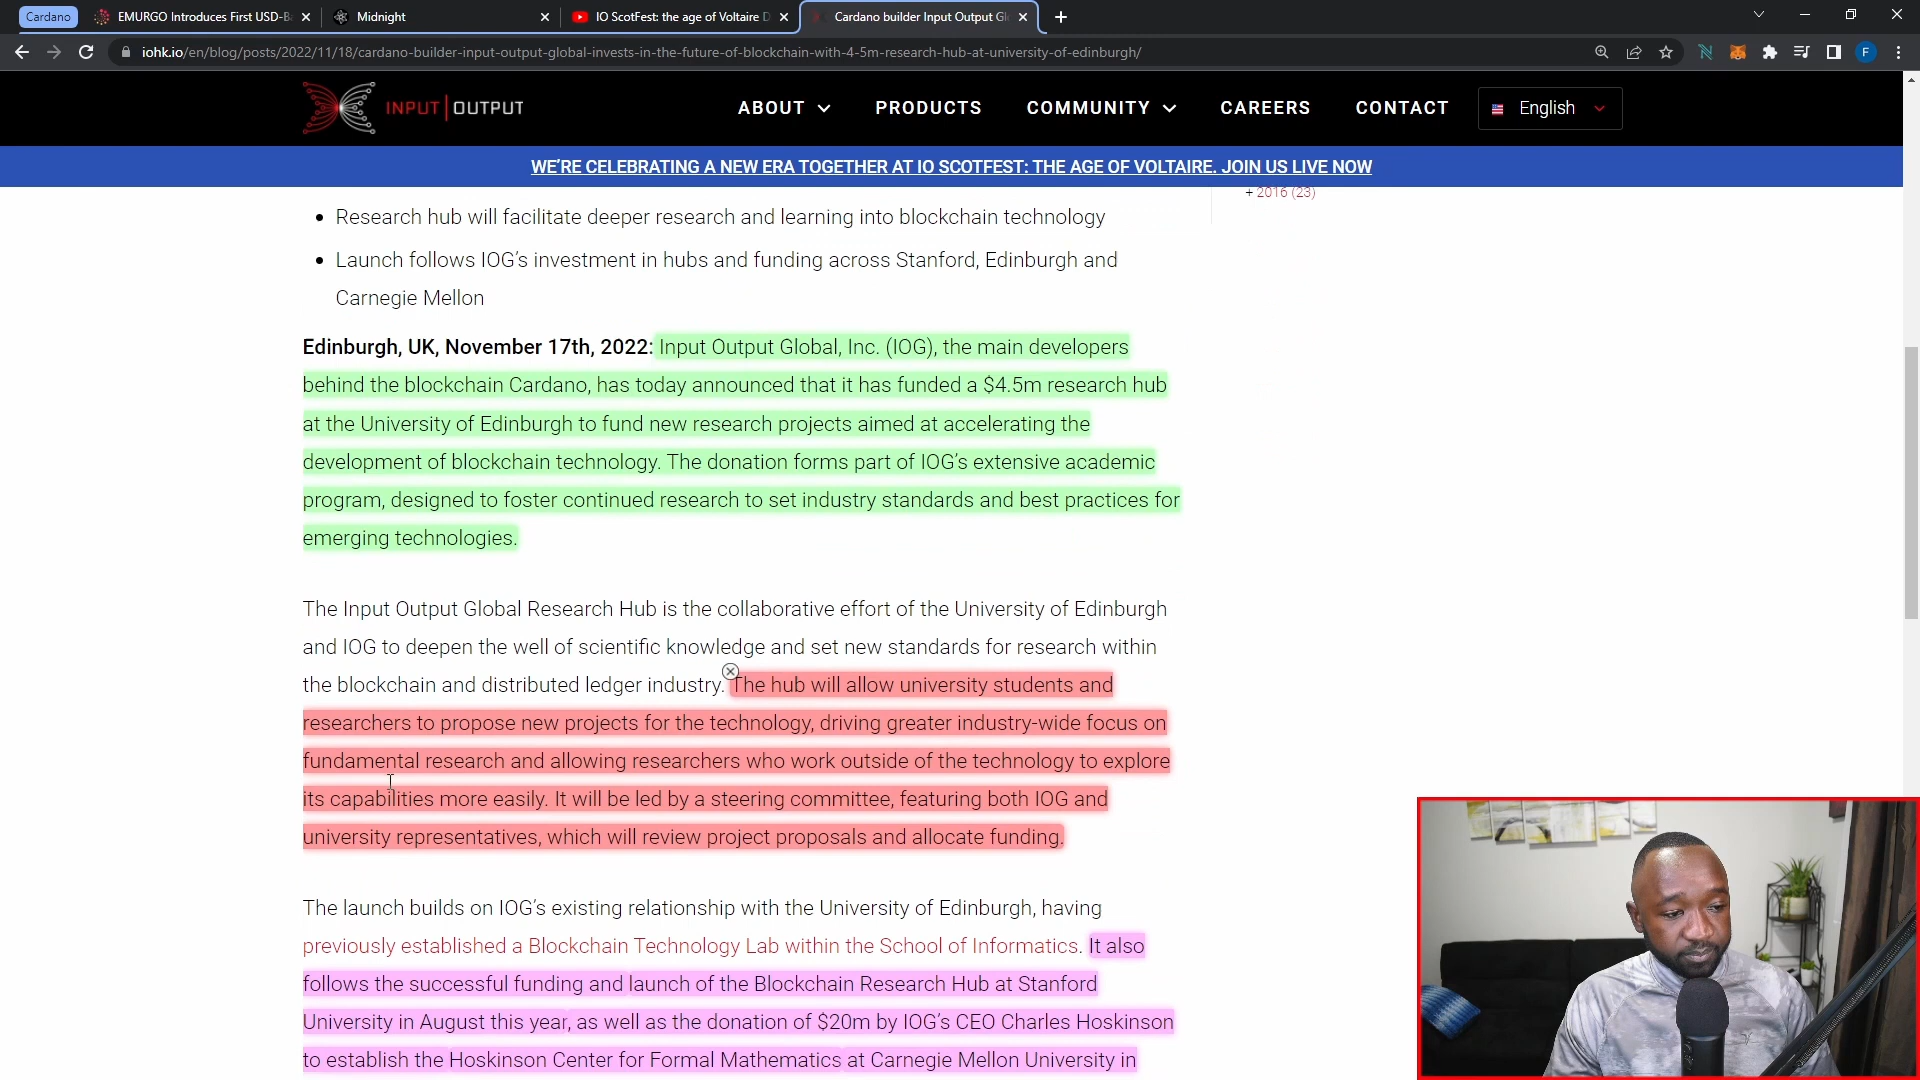 Cardano
EMURGO Introduces First USD-B
Midnight
IO ScotFest: the age of Voltaire D
Cardano builder Input Output Gl
iohk.io/en/blog/posts/2022/11/18/cardano-builder-input-output-global-invests-in-the-future-of-blockchain-with-4-5m-research-hub-at-university-of-edinburgh/
F
INPUT | OUTPUT
ABOUT
PRODUCTS
COMMUNITY
CAREERS
CONTACT
English
WE'RE CELEBRATING A NEW ERA TOGETHER AT IO SCOTFEST: THE AGE OF VOLTAIRE. JOIN US LIVE NOW
+ 2016 (23)
• Research hub will facilitate deeper research and learning into blockchain technology
• Launch follows IOG's investment in hubs and funding across Stanford, Edinburgh and
Carnegie Mellon
Edinburgh, UK, November 17th, 2022: Input Output Global, Inc. (IOG), the main developers
behind the blockchain Cardano, has today announced that it has funded a $4.5m research hub
at the University of Edinburgh to fund new research projects aimed at accelerating the
development of blockchain technology. The donation forms part of IOG's extensive academic
program, designed to foster continued research to set industry standards and best practices for
emerging technologies.
The Input Output Global Research Hub is the collaborative effort of the University of Edinburgh
and IOG to deepen the well of scientific knowledge and set new standards for research within
the blockchain and distributed ledger industry. The hub will allow university students and
researchers to propose new projects for the technology, driving greater industry-wide focus on
fundamental research and allowing researchers who work outside of the technology to explore
its capabilities more easily. It will be led by a steering committee, featuring both IOG and
university representatives, which will review project proposals and allocate funding.
The launch builds on IOG's existing relationship with the University of Edinburgh, having
previously established a Blockchain Technology Lab within the School of Informatics. It also
follows the successful funding and launch of the Blockchain Research Hub at Stanford
University in August this year, as well as the donation of $20m by IOG's CEO Charles Hoskinson
to establish the Hoskinson Center for Formal Mathematics at Carnegie Mellon University in